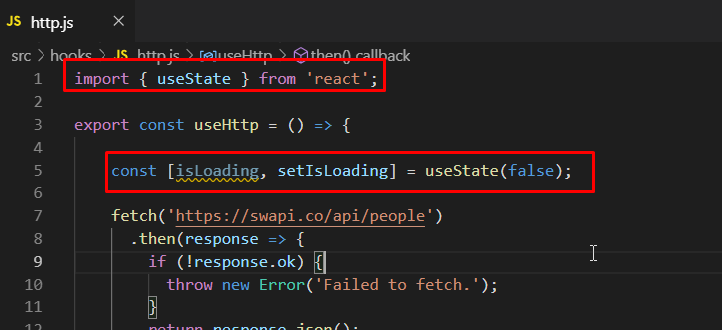 JS http.js
src > hooks > JS http.js > useHttp > then() callback
1 import { useState } from 'react';
2
3 export const useHttp = () => {
4
5 const [isLoading, setIsLoading] = useState(false);
6
7 fetch('https://swapi.co/api/people')
8 .then(response => {
9 if (!response.ok) {
10 throw new Error('Failed to fetch.');
11 }
12 return response.json();